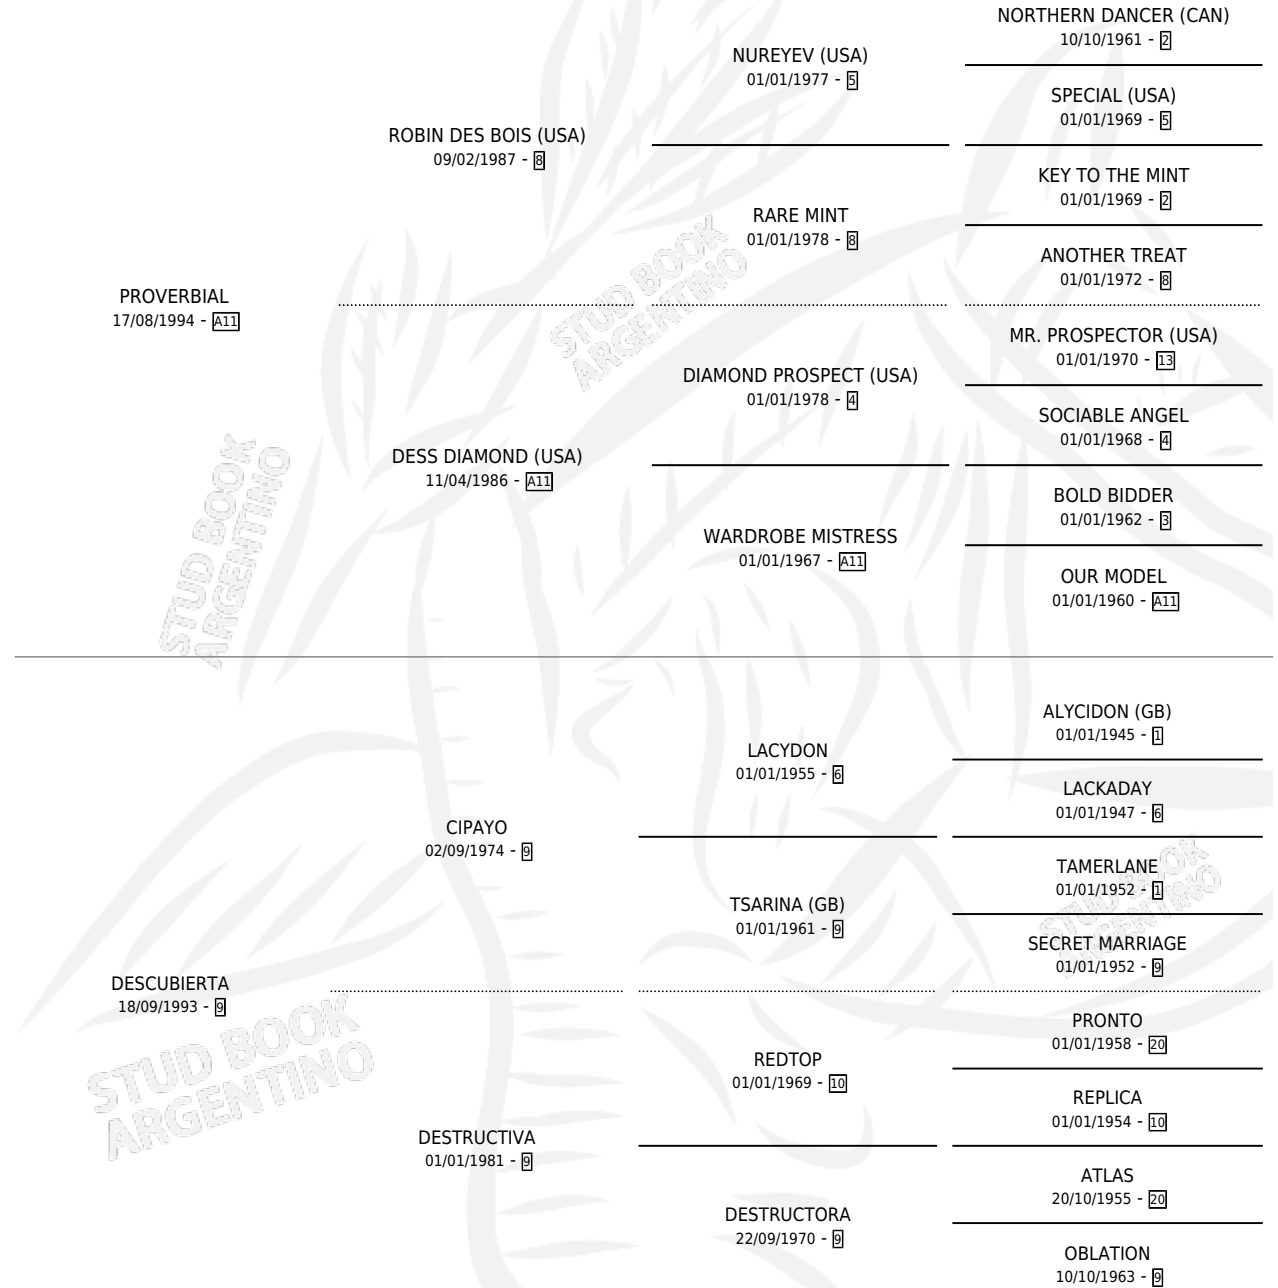 NORTHERN DANCER (CAN)
10/10/1961 - 2
NUREYEV (USA)
01/01/1977 - 5
SPECIAL (USA)
01/01/1969 - 5
ROBIN DES BOIS (USA)
09/02/1987 - 8
KEY TO THE MINT
01/01/1969 - 2
RARE MINT
01/01/1978 - 8
ANOTHER TREAT
01/01/1972 - 8
PROVERBIAL
17/08/1994 - A11
MR. PROSPECTOR (USA)
01/01/1970 - 13
DIAMOND PROSPECT (USA)
01/01/1978 - 4
SOCIABLE ANGEL
01/01/1968 - 4
DESS DIAMOND (USA)
11/04/1986 - A11
BOLD BIDDER
01/01/1962 - 3
WARDROBE MISTRESS
01/01/1967 - A11
OUR MODEL
01/01/1960 - A11
ALYCIDON (GB)
01/01/1945 - 1
LACYDON
01/01/1955 - 6
LACKADAY
01/01/1947 - 6
CIPAYO
02/09/1974 - 9
TAMERLANE
01/01/1952 - 1
TSARINA (GB)
01/01/1961 - 9
SECRET MARRIAGE
01/01/1952 - 9
DESCUBIERTA
18/09/1993 - 9
PRONTO
01/01/1958 - 20
REDTOP
01/01/1969 - 10
REPLICA
01/01/1954 - 10
DESTRUCTIVA
01/01/1981 - 9
ATLAS
20/10/1955 - 20
DESTRUCTORA
22/09/1970 - 9
OBLATION
10/10/1963 - 9
STUD BOOK
ARGENTINO
STUD BOOK
ARGENTINO
STUD BOOK
ARGENTINO
STUD BOOK
ARGENTINO